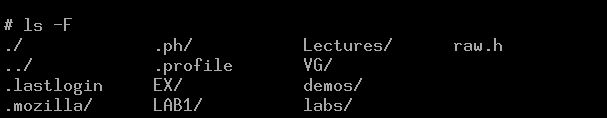 # ls -F
./ .ph/ Lectures/ raw.h
../ .profile VG/
.lastlogin EX/ demos/
.mozilla/ LAB1/ labs/